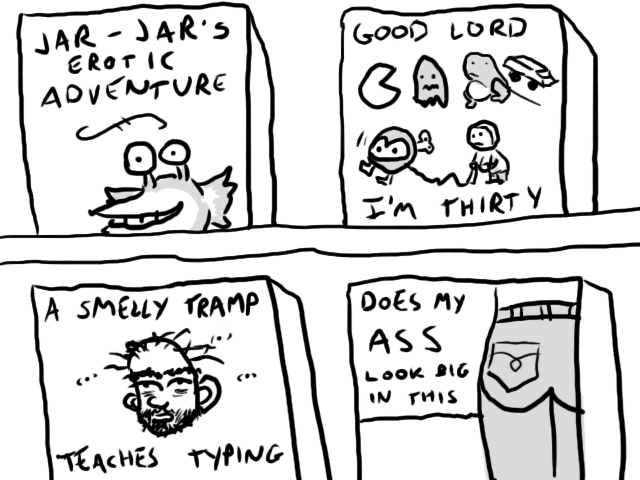 JAR-JAR'S
EROTIC
ADVENTURE
GOOD LORD
I'M THIRTY
A SMELLY TRAMP
TEACHES TYPING
DOES MY
ASS
LOOK BIG
IN THIS